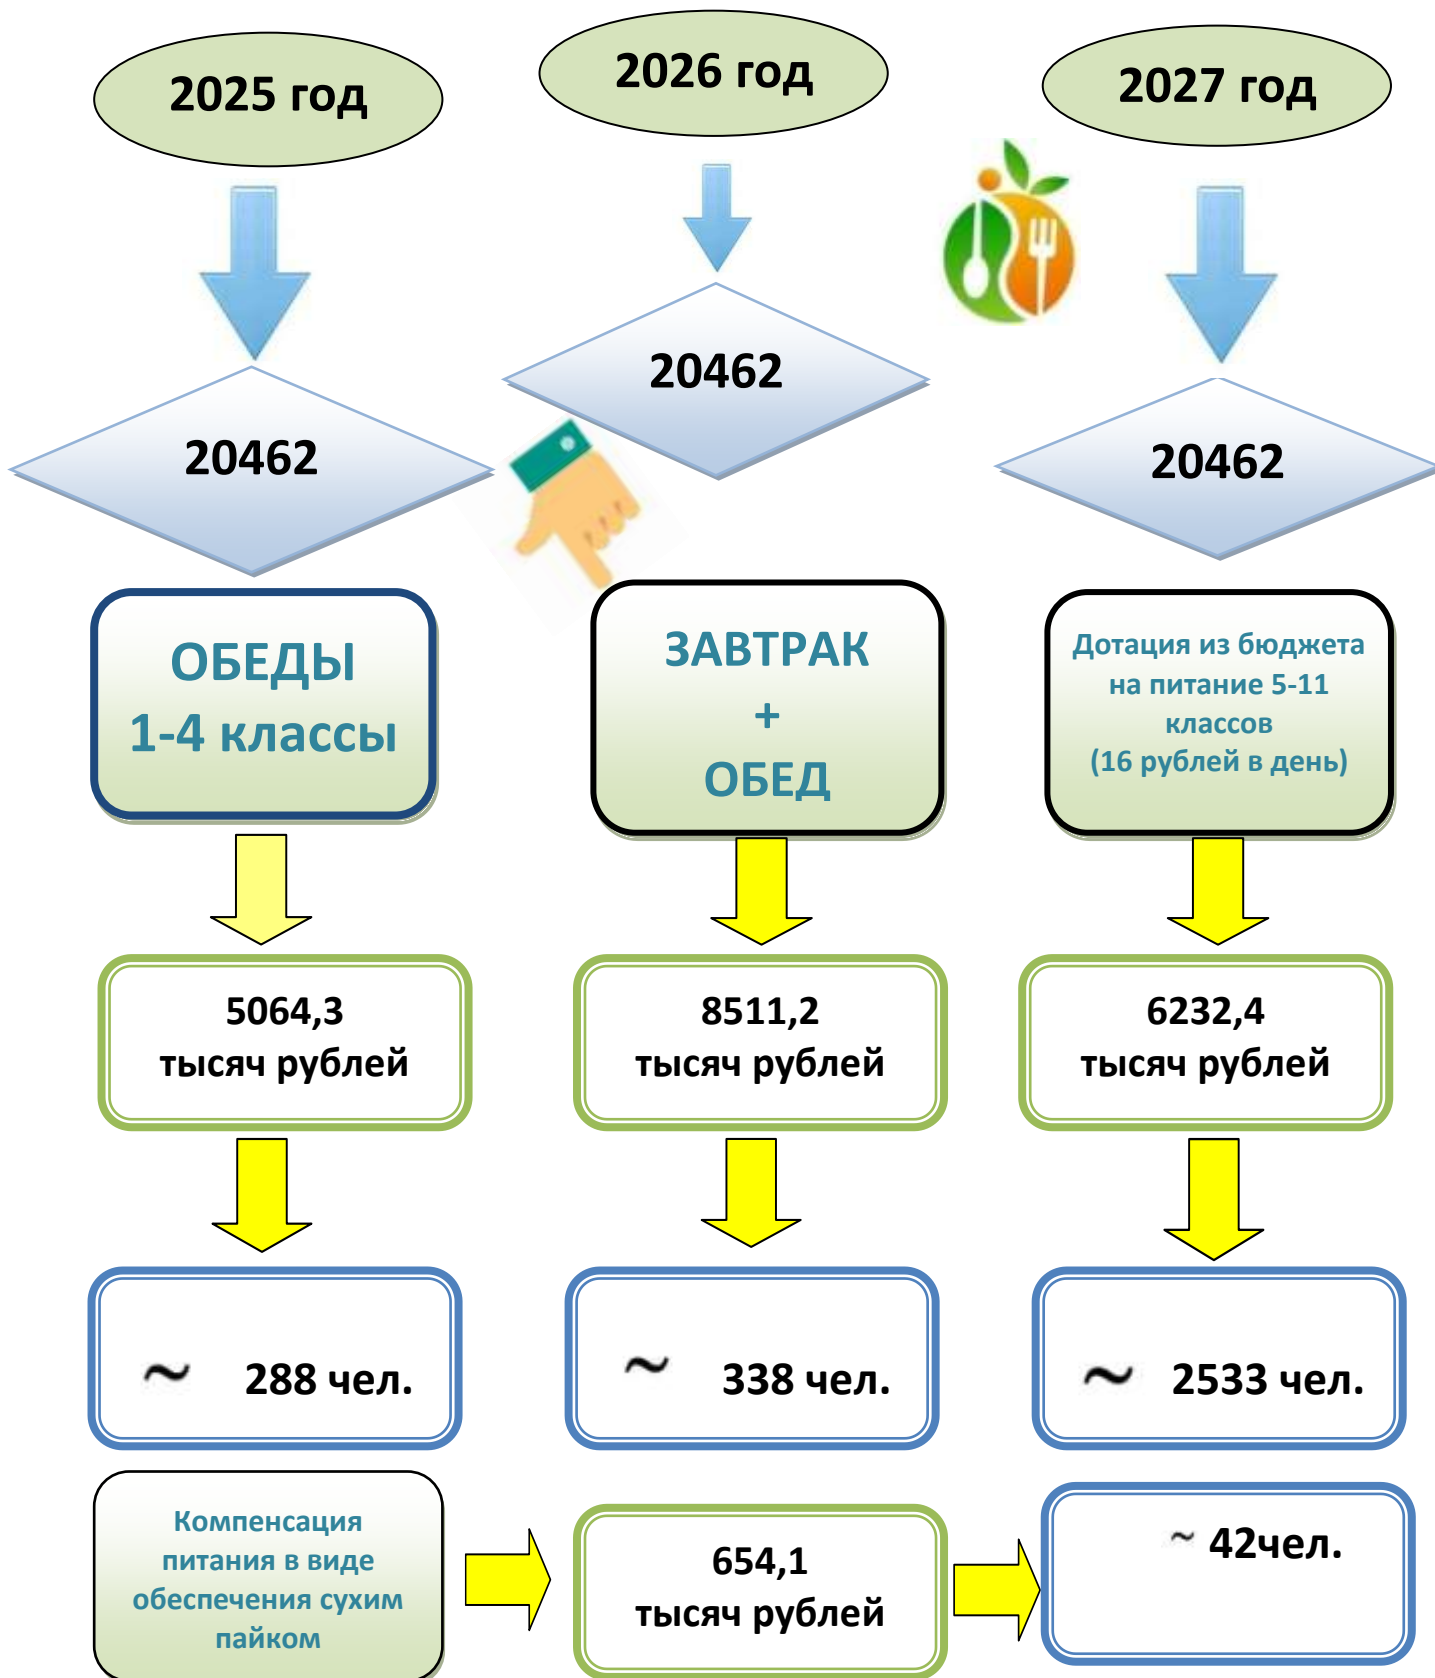 2025 год
2026 год
2027 год
20462
20462
20462
ОБЕДЫ
1-4 классы
ЗАВТРАК
+
ОБЕД
Дотация из бюджета
на питание 5-11
классов
(16 рублей в день)
5064,3
тысяч рублей
8511,2
тысяч рублей
6232,4
тысяч рублей
~ 288 чел.
~ 338 чел.
~ 2533 чел.
Компенсация
питания в виде
обеспечения сухим
пайком
654,1
тысяч рублей
~ 42чел.